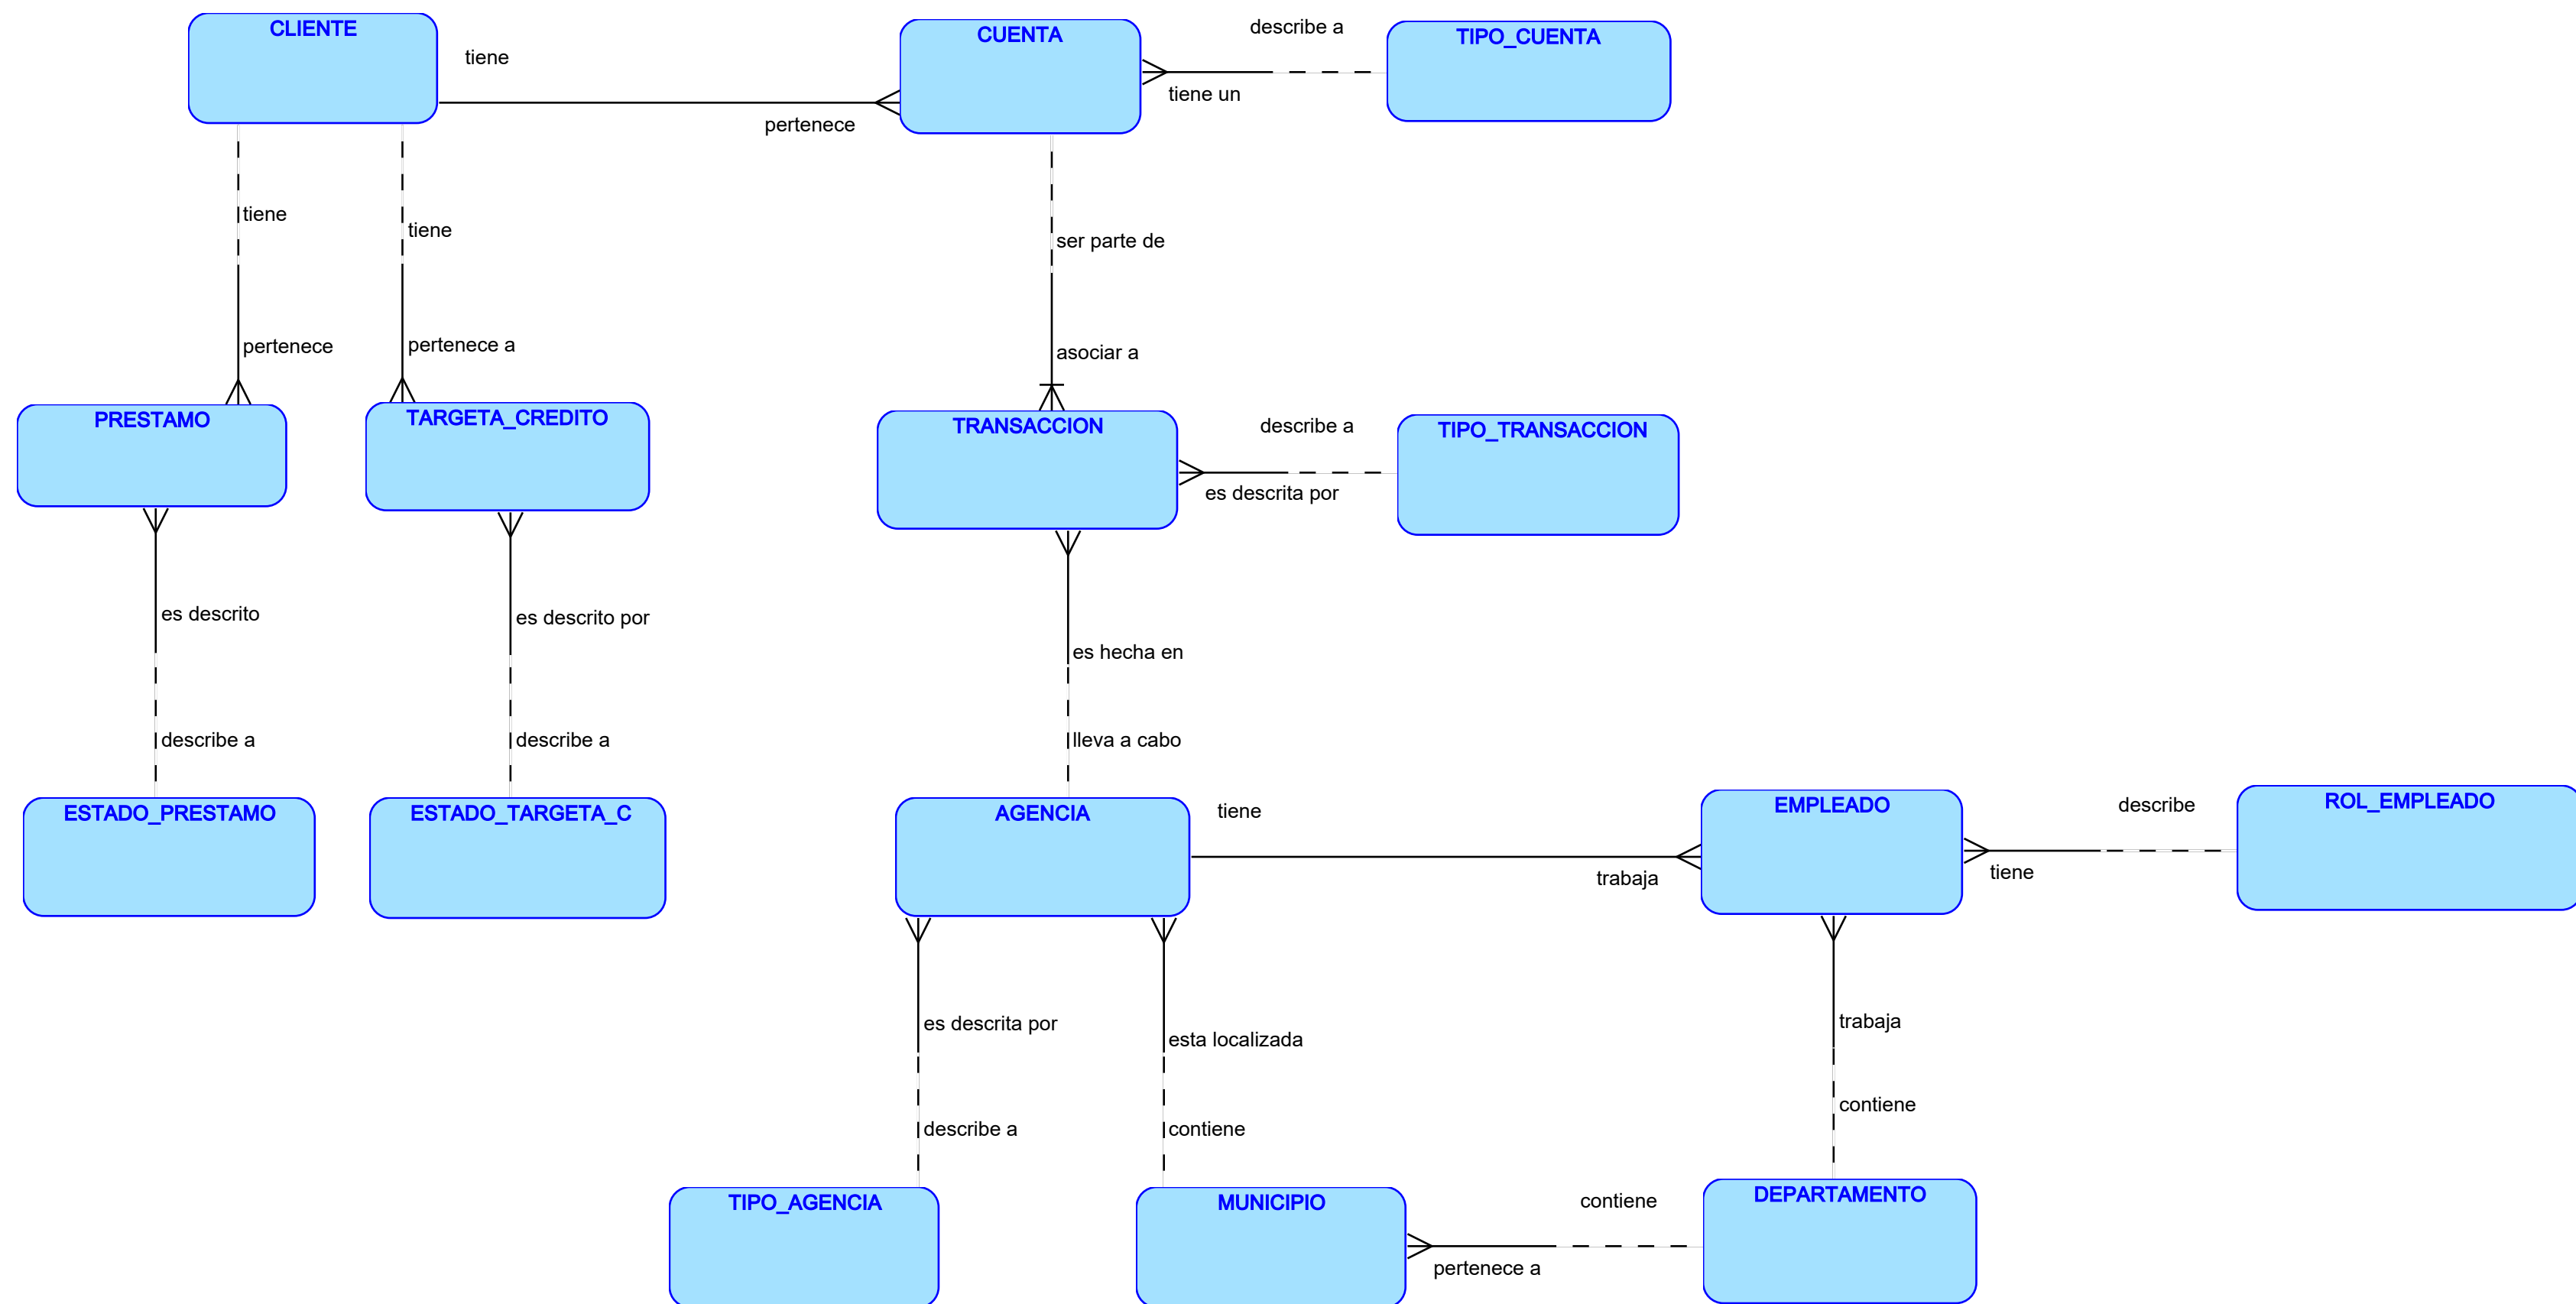 CLIENTE
tiene
pertenece
CUENTA
describe a
tiene un
TIPO_CUENTA
tiene
tiene
ser parte de
pertenece
pertenece a
asociar a
PRESTAMO
TARGETA_CREDITO
TRANSACCION
describe a
es descrita por
TIPO_TRANSACCION
es descrito
es descrito por
es hecha en
describe a
describe a
lleva a cabo
ESTADO_PRESTAMO
ESTADO_TARGETA_C
AGENCIA
tiene
trabaja
EMPLEADO
describe
tiene
ROL_EMPLEADO
es descrita por
esta localizada
trabaja
describe a
contiene
contiene
TIPO_AGENCIA
MUNICIPIO
contiene
pertenece a
DEPARTAMENTO